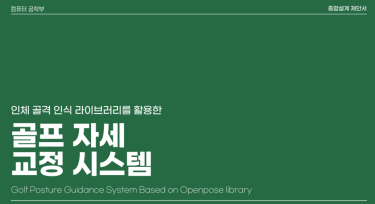 컴퓨터 공학부
종합설계 제안서
인체 골격 인식 라이브러리를 활용한
골프 자세
교정 시스템
Golf Posture Guidance System Based on Openpose library